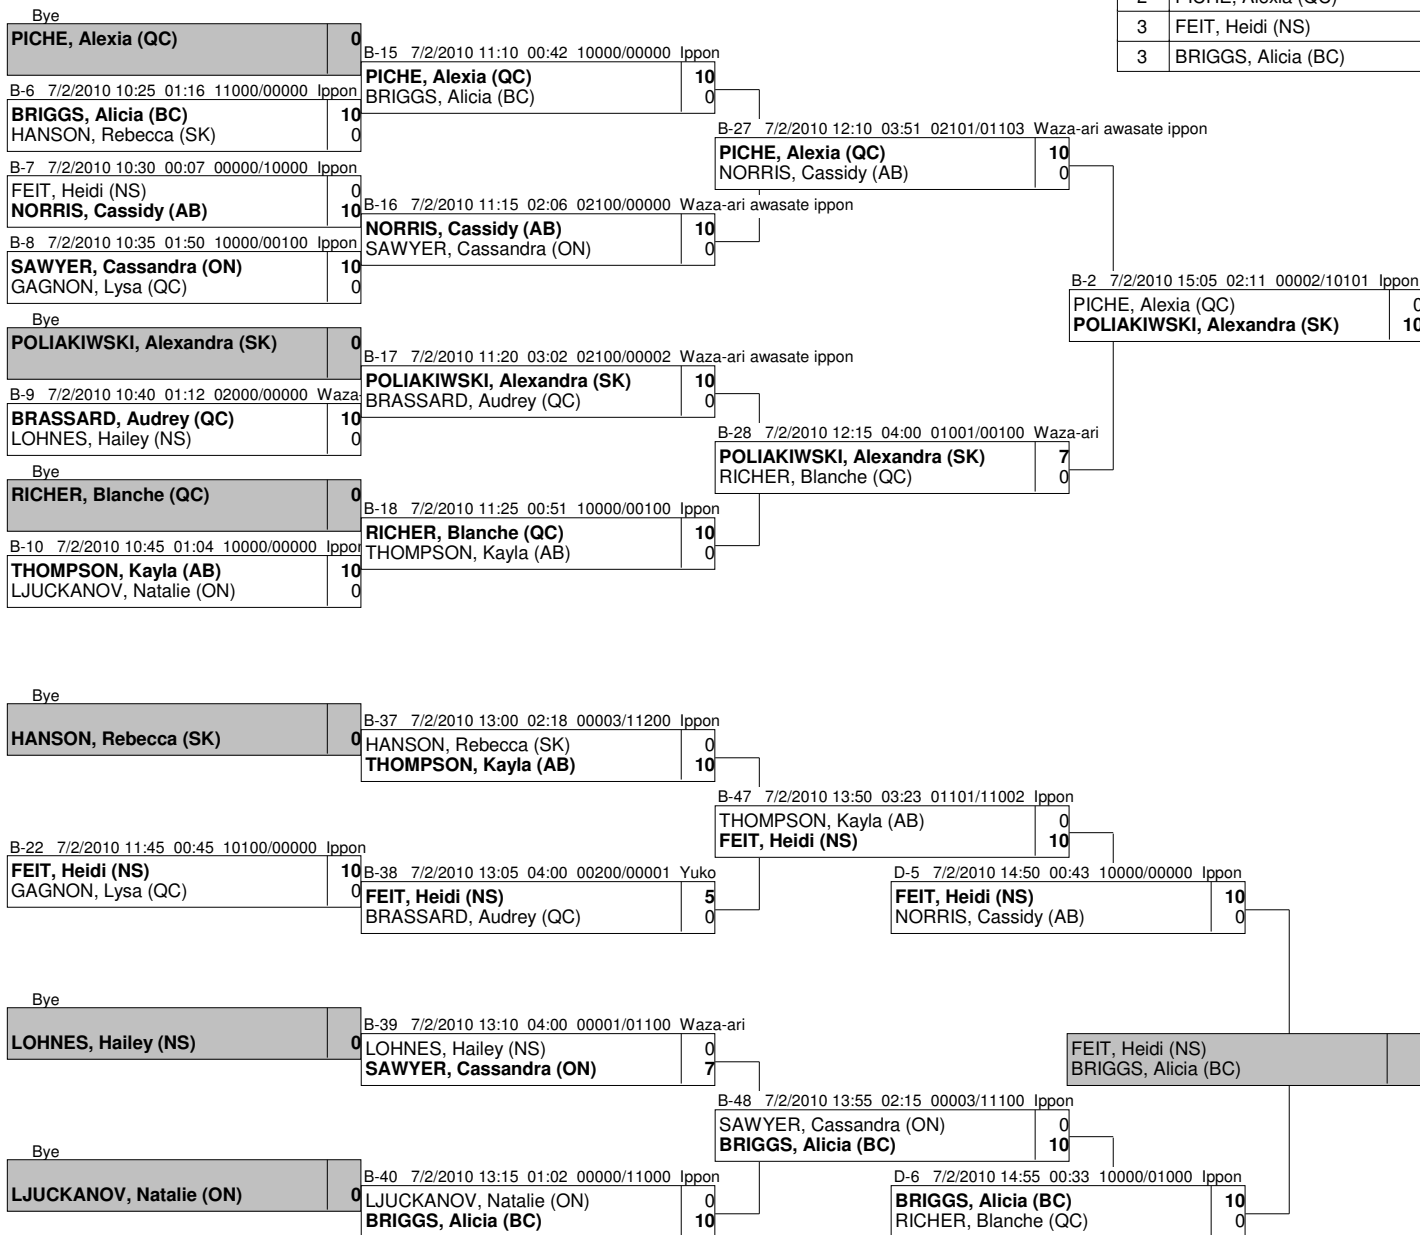 2 PICHE, Alexia (QC)
3 FEIT, Heidi (NS)
3 BRIGGS, Alicia (BC)
Bye
PICHE, Alexia (QC) 0
B-6 7/2/2010 10:25 01:16 11000/00000 Ippon
BRIGGS, Alicia (BC) 10
HANSON, Rebecca (SK) 0
B-7 7/2/2010 10:30 00:07 00000/10000 Ippon
FEIT, Heidi (NS) 0
NORRIS, Cassidy (AB) 10
B-8 7/2/2010 10:35 01:50 10000/00100 Ippon
SAWYER, Cassandra (ON) 10
GAGNON, Lysa (QC) 0
Bye
POLIAKIWSKI, Alexandra (SK) 0
B-9 7/2/2010 10:40 01:12 02000/00000 Waza-
BRASSARD, Audrey (QC) 10
LOHNES, Hailey (NS) 0
Bye
RICHER, Blanche (QC) 0
B-10 7/2/2010 10:45 01:04 10000/00000 Ippon
THOMPSON, Kayla (AB) 10
LJUCKANOV, Natalie (ON) 0
B-15 7/2/2010 11:10 00:42 10000/00000 Ippon
PICHE, Alexia (QC) 10
BRIGGS, Alicia (BC) 0
B-16 7/2/2010 11:15 02:06 02100/00000 Waza-ari awasate ippon
NORRIS, Cassidy (AB) 10
SAWYER, Cassandra (ON) 0
B-17 7/2/2010 11:20 03:02 02100/00002 Waza-ari awasate ippon
POLIAKIWSKI, Alexandra (SK) 10
BRASSARD, Audrey (QC) 0
B-18 7/2/2010 11:25 00:51 10000/00100 Ippon
RICHER, Blanche (QC) 10
THOMPSON, Kayla (AB) 0
B-27 7/2/2010 12:10 03:51 02101/01103 Waza-ari awasate ippon
PICHE, Alexia (QC) 10
NORRIS, Cassidy (AB) 0
B-28 7/2/2010 12:15 04:00 01001/00100 Waza-ari
POLIAKIWSKI, Alexandra (SK) 7
RICHER, Blanche (QC) 0
B-2 7/2/2010 15:05 02:11 00002/10101 Ippon
PICHE, Alexia (QC) 0
POLIAKIWSKI, Alexandra (SK) 10
Bye
HANSON, Rebecca (SK) 0
B-22 7/2/2010 11:45 00:45 10100/00000 Ippon
FEIT, Heidi (NS) 10
GAGNON, Lysa (QC) 0
Bye
LOHNES, Hailey (NS) 0
Bye
LJUCKANOV, Natalie (ON) 0
B-37 7/2/2010 13:00 02:18 00003/11200 Ippon
HANSON, Rebecca (SK) 0
THOMPSON, Kayla (AB) 10
B-38 7/2/2010 13:05 04:00 00200/00001 Yuko
FEIT, Heidi (NS) 5
BRASSARD, Audrey (QC) 0
B-39 7/2/2010 13:10 04:00 00001/01100 Waza-ari
LOHNES, Hailey (NS) 0
SAWYER, Cassandra (ON) 7
B-40 7/2/2010 13:15 01:02 00000/11000 Ippon
LJUCKANOV, Natalie (ON) 0
BRIGGS, Alicia (BC) 10
B-47 7/2/2010 13:50 03:23 01101/11002 Ippon
THOMPSON, Kayla (AB) 0
FEIT, Heidi (NS) 10
B-48 7/2/2010 13:55 02:15 00003/11100 Ippon
SAWYER, Cassandra (ON) 0
BRIGGS, Alicia (BC) 10
D-5 7/2/2010 14:50 00:43 10000/00000 Ippon
FEIT, Heidi (NS) 10
NORRIS, Cassidy (AB) 0
D-6 7/2/2010 14:55 00:33 10000/01000 Ippon
BRIGGS, Alicia (BC) 10
RICHER, Blanche (QC) 0
FEIT, Heidi (NS)
BRIGGS, Alicia (BC)